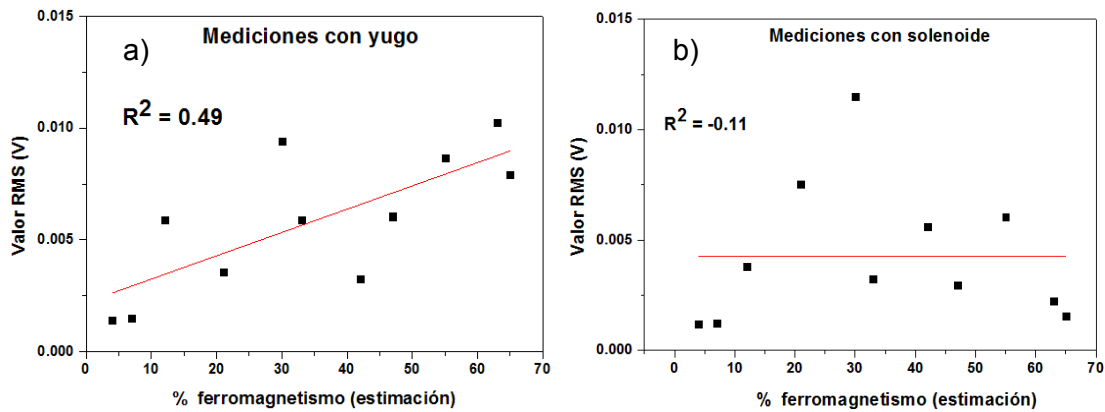 a)
Mediciones con yugo
R² = 0.49
Valor RMS (V)
0.015
0.010
0.005
0.000
0 10 20 30 40 50 60 70
% ferromagnetismo (estimación)
b)
Mediciones con solenoide
R² = -0.11
Valor RMS (V)
0.015
0.010
0.005
0.000
0 10 20 30 40 50 60 70
% ferromagnetismo (estimación)